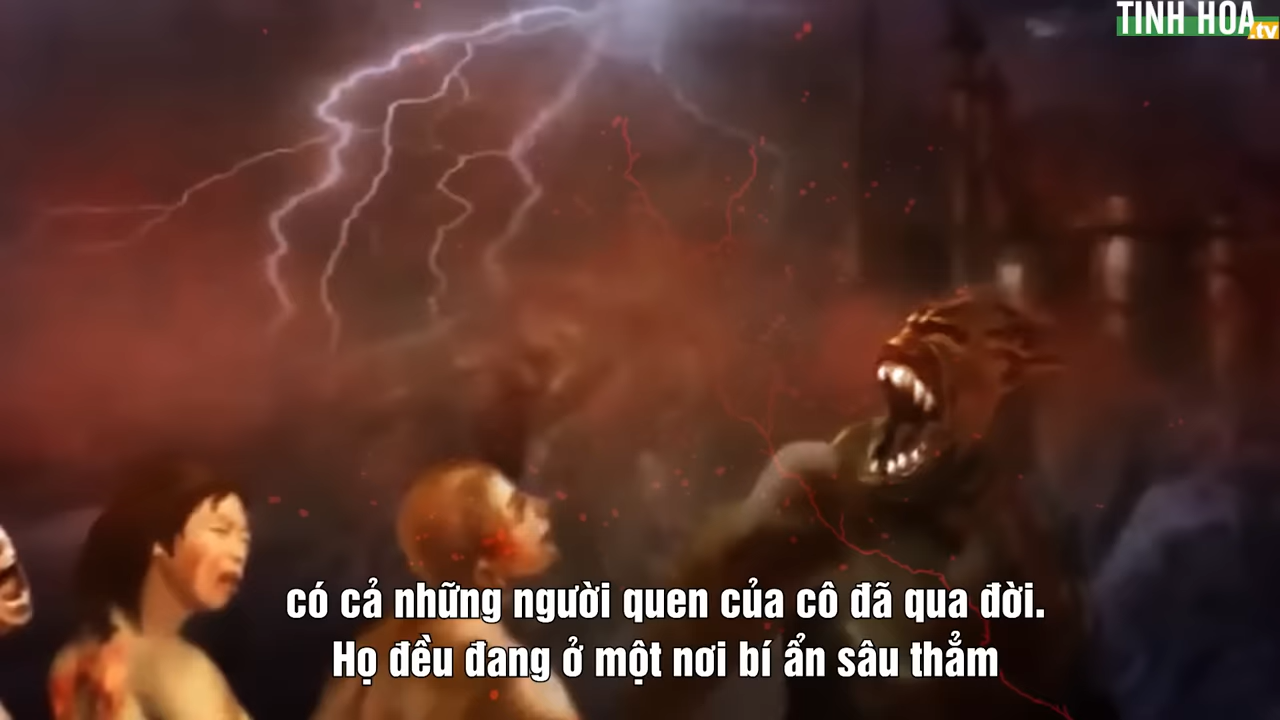 TINH HOA
.tv
có cả những người quen của cô đã qua đời.
Họ đều đang ở một nơi bí ẩn sâu thẳm